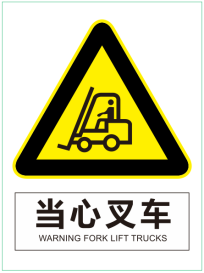 当心叉车
WARNING FORK LIFT TRUCKS